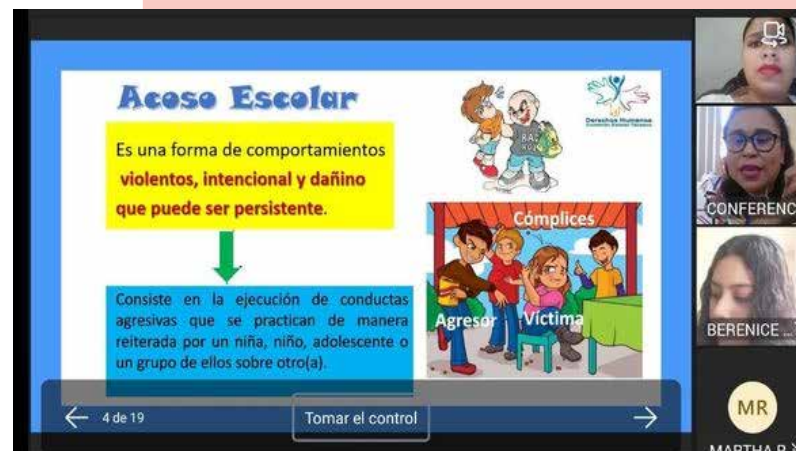 Acoso Escolar
Es una forma de comportamientos
violentos, intencional y dañino
que puede ser persistente.
Consiste en la ejecución de conductas
agresivas que se practican de manera
reiterada por un niña, niño, adolescente o
un grupo de ellos sobre otro(a).
BAD
Derechos Humanos
Cómplices
Agresor
Víctima
4 de 19
Tomar el control
CONFERENC
BERENICE ...
MR
MARTHA R